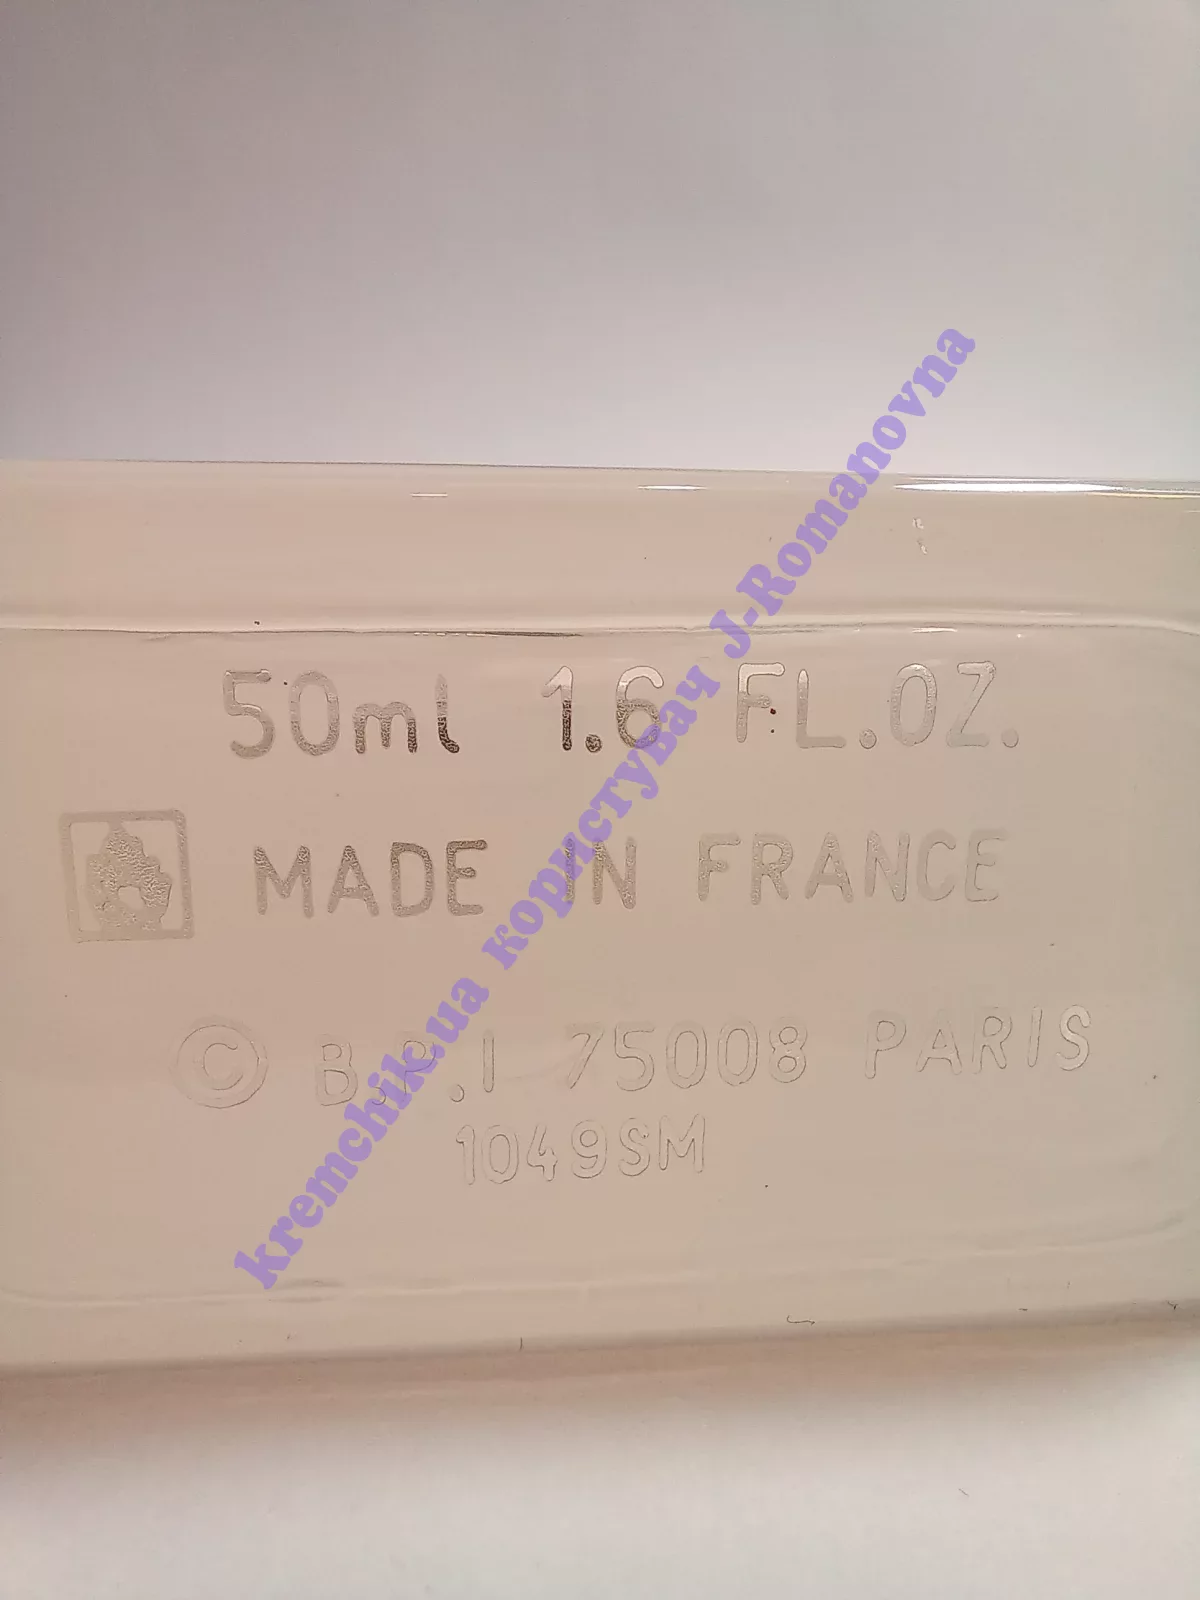 50ml 1.6 FL.OZ.
MADE IN FRANCE
© B.P.I 75008 PARIS
1049SM
kremchik.ua користувач J-Romanovna